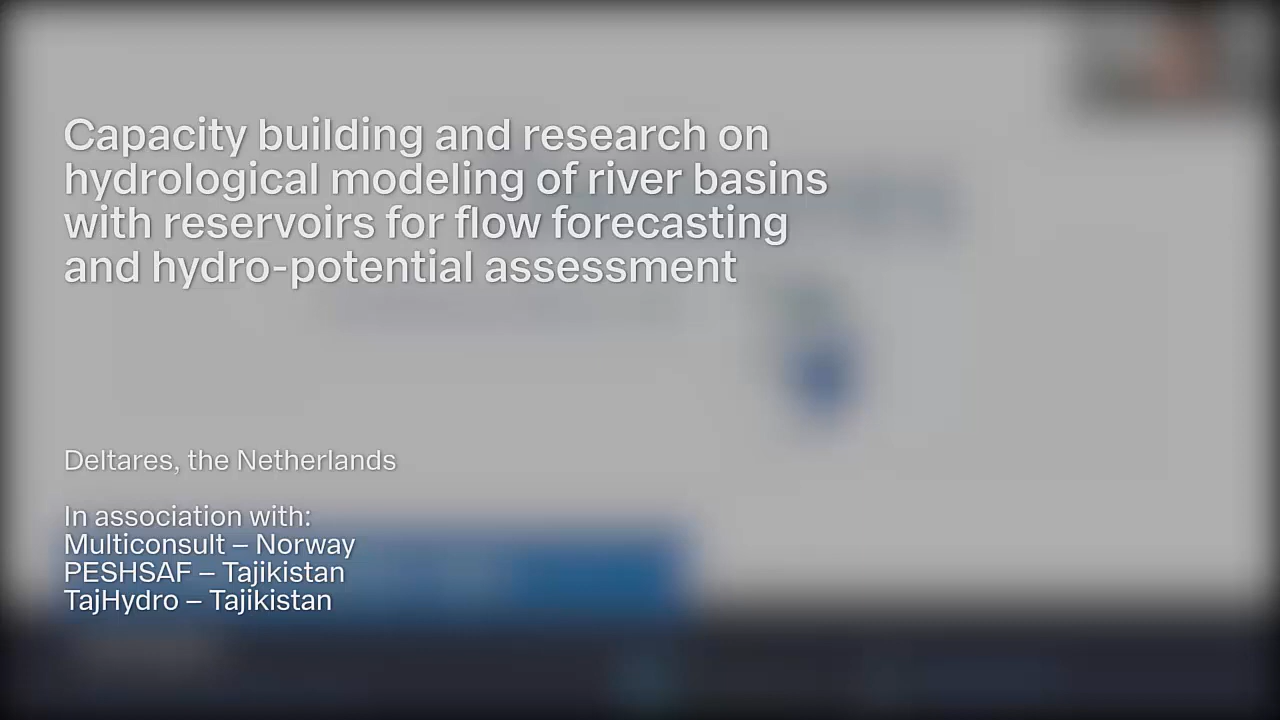 Capacity building and research on
hydrological modeling of river basins
with reservoirs for flow forecasting
and hydro-potential assessment
Deltares, the Netherlands
In association with:
Multiconsult – Norway
PESHSAF – Tajikistan
TajHydro – Tajikistan